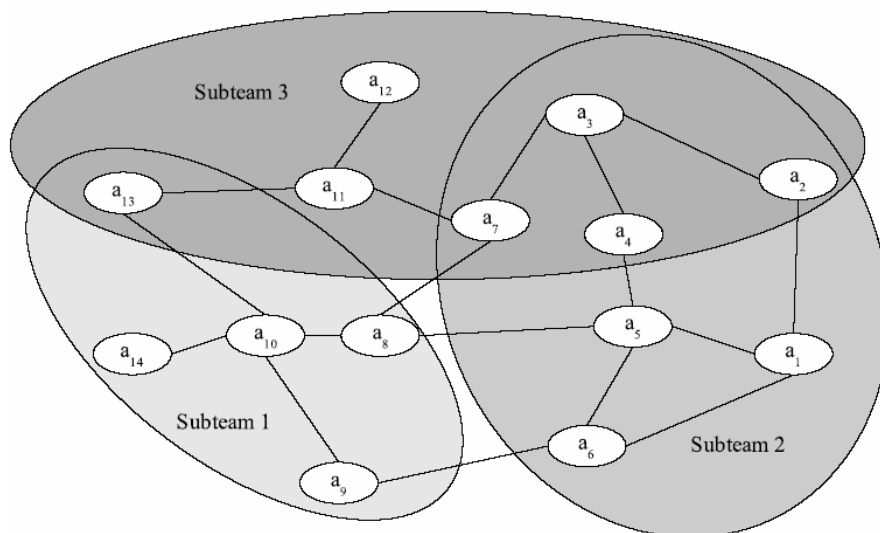 Subteam 3
a12
a3
a13
a11
a2
a7
a4
a10
a8
a5
a14
a1
Subteam 1
a6
Subteam 2
a9